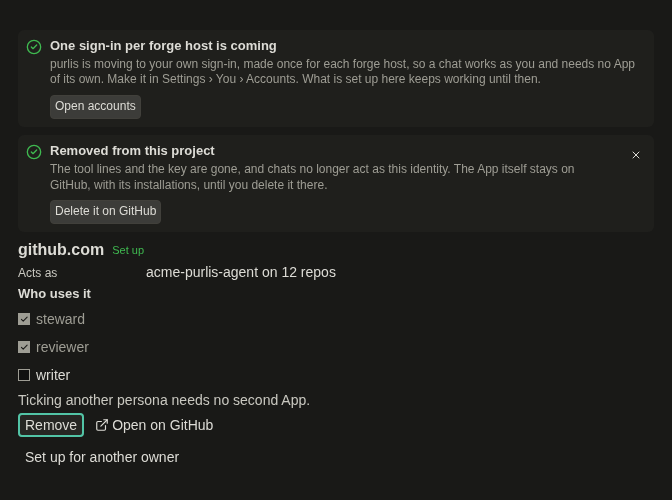 One sign-in per forge host is coming
purlis is moving to your own sign-in, made once for each forge host, so a chat works as you and needs no App
of its own. Make it in Settings › You › Accounts. What is set up here keeps working until then.
Open accounts
Removed from this project
The tool lines and the key are gone, and chats no longer act as this identity. The App itself stays on
GitHub, with its installations, until you delete it there.
Delete it on GitHub
github.com Set up
Acts as acme-purlis-agent on 12 repos
Who uses it
steward
reviewer
writer
Ticking another persona needs no second App.
Remove Open on GitHub
Set up for another owner